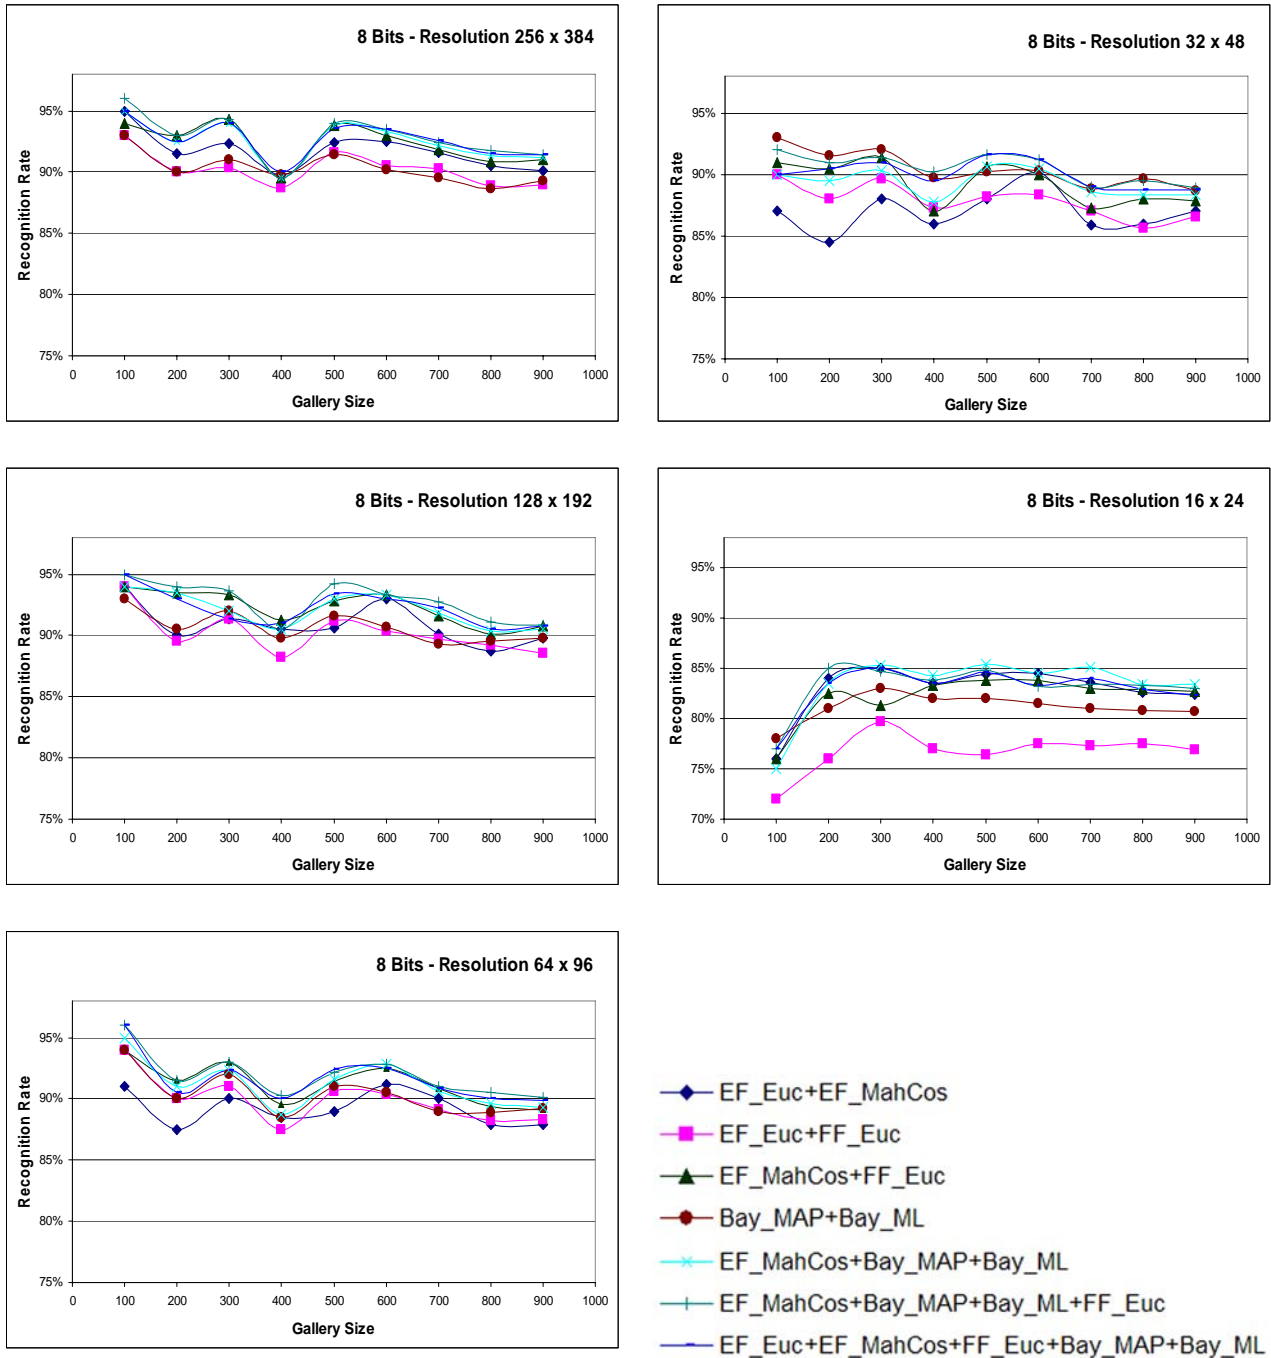 8 Bits - Resolution 256 x 384
95%
90%
85%
80%
75%
Recognition Rate
0 100 200 300 400 500 600 700 800 900 1000
Gallery Size
8 Bits - Resolution 32 x 48
95%
90%
85%
80%
75%
Recognition Rate
0 100 200 300 400 500 600 700 800 900 1000
Gallery Size
8 Bits - Resolution 128 x 192
95%
90%
85%
80%
75%
Recognition Rate
0 100 200 300 400 500 600 700 800 900 1000
Gallery Size
8 Bits - Resolution 16 x 24
95%
90%
85%
80%
75%
70%
Recognition Rate
0 100 200 300 400 500 600 700 800 900 1000
Gallery Size
8 Bits - Resolution 64 x 96
95%
90%
85%
80%
75%
Recognition Rate
0 100 200 300 400 500 600 700 800 900 1000
Gallery Size
EF_Euc+EF_MahCos
EF_Euc+FF_Euc
EF_MahCos+FF_Euc
Bay_MAP+Bay_ML
EF_MahCos+Bay_MAP+Bay_ML
EF_MahCos+Bay_MAP+Bay_ML+FF_Euc
EF_Euc+EF_MahCos+FF_Euc+Bay_MAP+Bay_ML